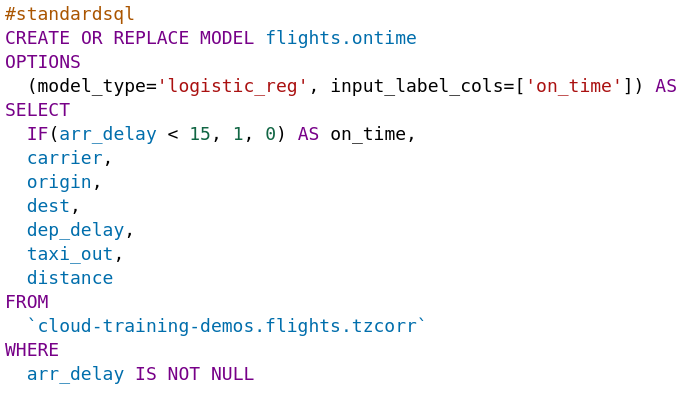 #standardsql
CREATE OR REPLACE MODEL flights.ontime
OPTIONS
  (model_type='logistic_reg', input_label_cols=['on_time']) AS
SELECT
  IF(arr_delay < 15, 1, 0) AS on_time,
  carrier,
  origin,
  dest,
  dep_delay,
  taxi_out,
  distance
FROM
  `cloud-training-demos.flights.tzcorr`
WHERE
  arr_delay IS NOT NULL